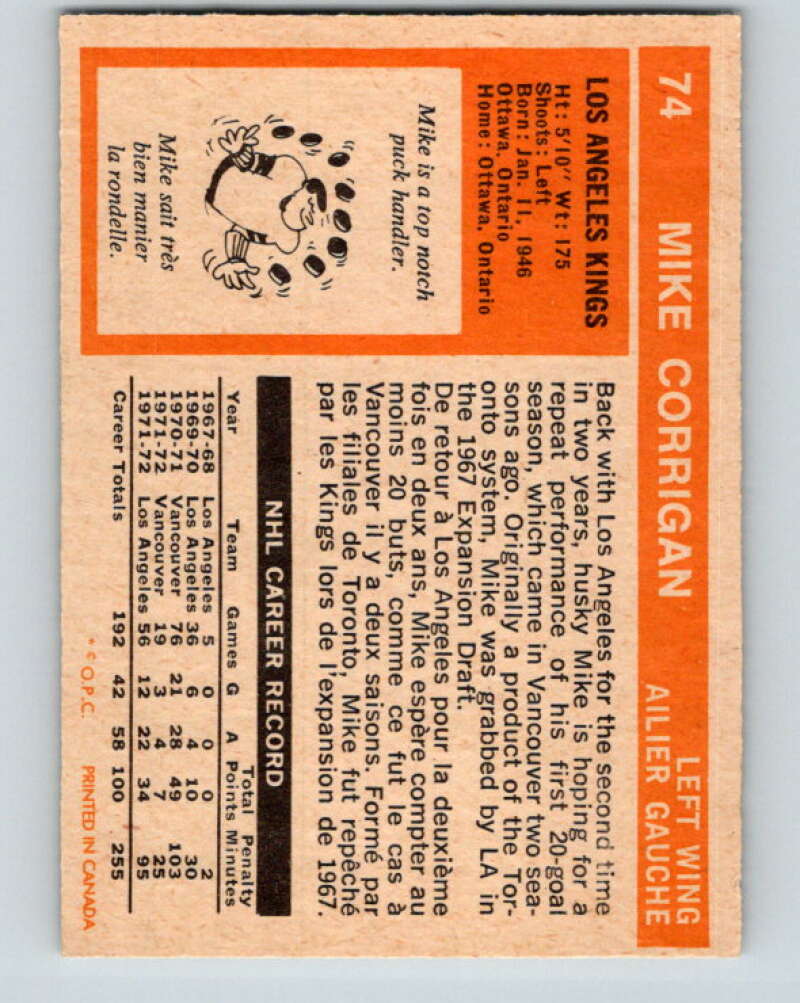 74 MIKE CORRIGAN LEFT WING
AILIER GAUCHE
LOS ANGELES KINGS
Ht: 5'10" Wt: 175
Shoots: Left
Born: Jan. 11, 1946
Ottawa, Ontario
Home: Ottawa, Ontario
Mike is a top notch
puck handler.
Mike sait très
bien manier
la rondelle.
Back with Los Angeles for the second time
in two years, husky Mike is hoping for a
repeat performance of his first 20-goal
season, which came in Vancouver two sea-
sons ago. Originally a product of the Tor-
onto system, Mike was grabbed by LA in
the 1967 Expansion Draft.
De retour à Los Angeles pour la deuxième
fois en deux ans, Mike espère compter au
moins 20 buts, comme ce fut le cas à
Vancouver il y a deux saisons. Formé par
les filiales de Toronto, Mike fut repêché
par les Kings lors de l'expansion de 1967.
NHL CAREER RECORD
Total Penalty
Year Team Games G A Points Minutes
1967-68 Los Angeles 5 0 0 0 2
1969-70 Los Angeles 36 6 4 10 30
1970-71 Vancouver 76 21 28 49 103
1971-72 Vancouver 19 3 4 7 25
1971-72 Los Angeles 56 12 22 34 95
Career Totals 192 42 58 100 255
* © O.P.C. PRINTED IN CANADA